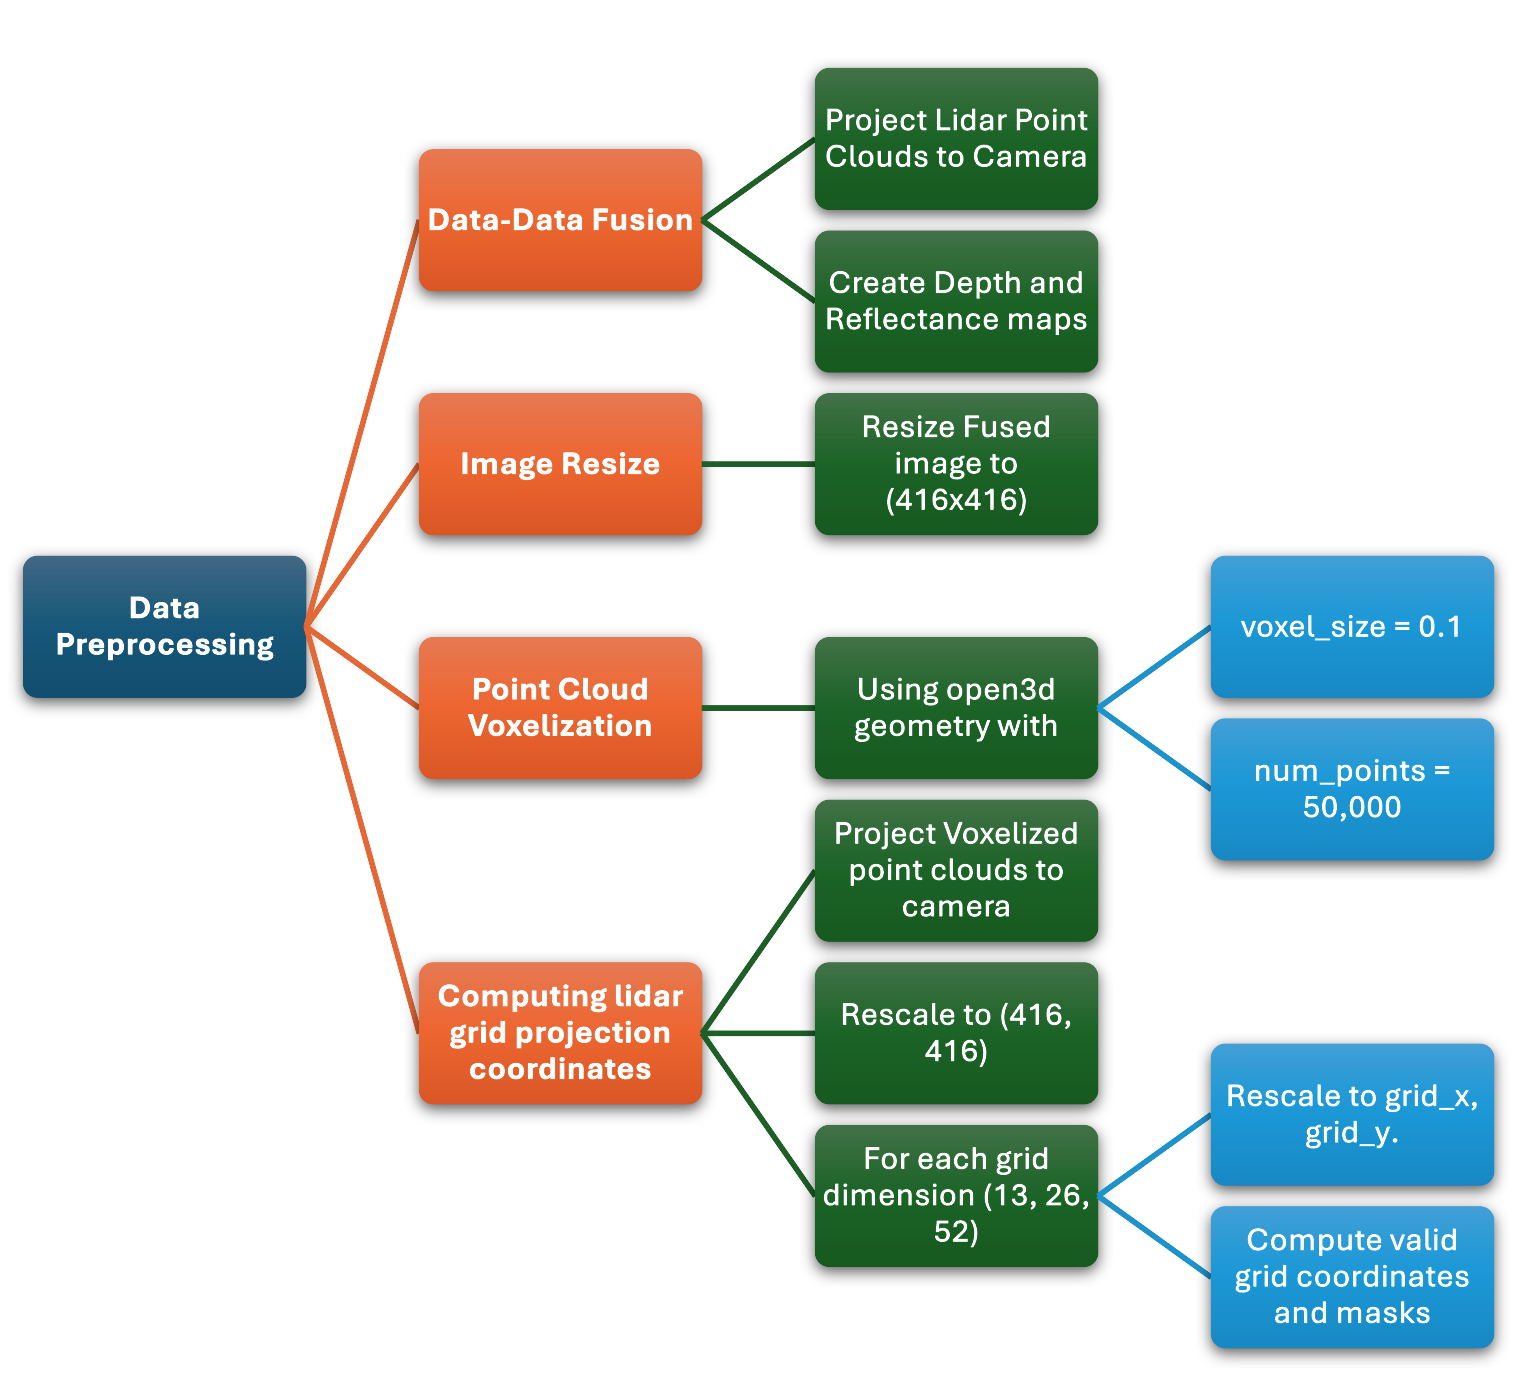 Data
Preprocessing
Data-Data Fusion
Project Lidar Point
Clouds to Camera
Create Depth and
Reflectance maps
Image Resize
Resize Fused
image to
(416x416)
Point Cloud
Voxelization
Using open3d
geometry with
voxel_size = 0.1
num_points =
50,000
Computing lidar
grid projection
coordinates
Project Voxelized
point clouds to
camera
Rescale to (416,
416)
For each grid
dimension (13, 26,
52)
Rescale to grid_x,
grid_y.
Compute valid
grid coordinates
and masks